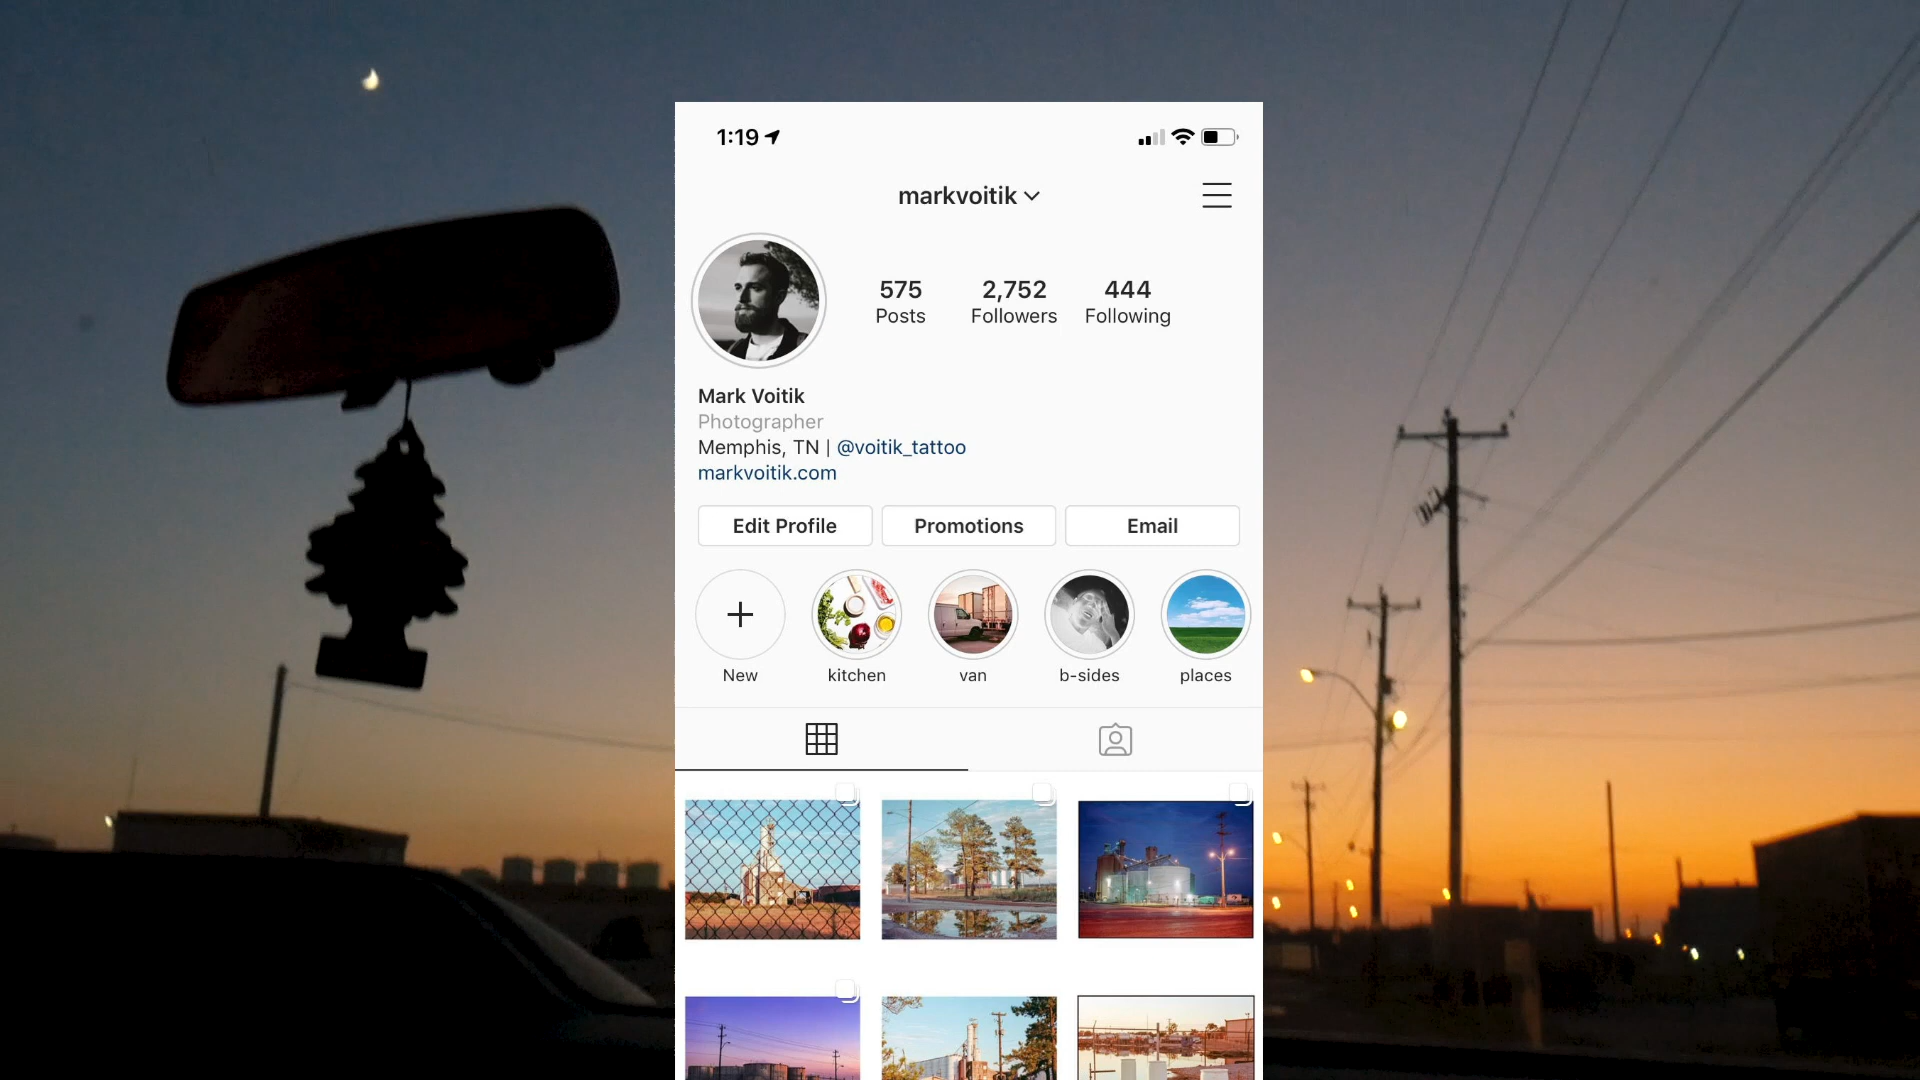 1:19
markvoitik
575 2,752 444
Posts Followers Following
Mark Voitik
Photographer
Memphis, TN | @voitik_tattoo
markvoitik.com
Edit Profile Promotions Email
New kitchen van b-sides places